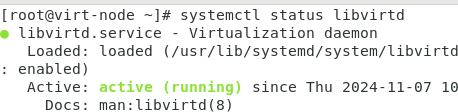 [root@virt-node ~]# systemctl status libvirtd
● libvirtd.service - Virtualization daemon
Loaded: loaded (/usr/lib/systemd/system/libvirtd
: enabled)
Active: active (running) since Thu 2024-11-07 10
Docs: man:libvirtd(8)